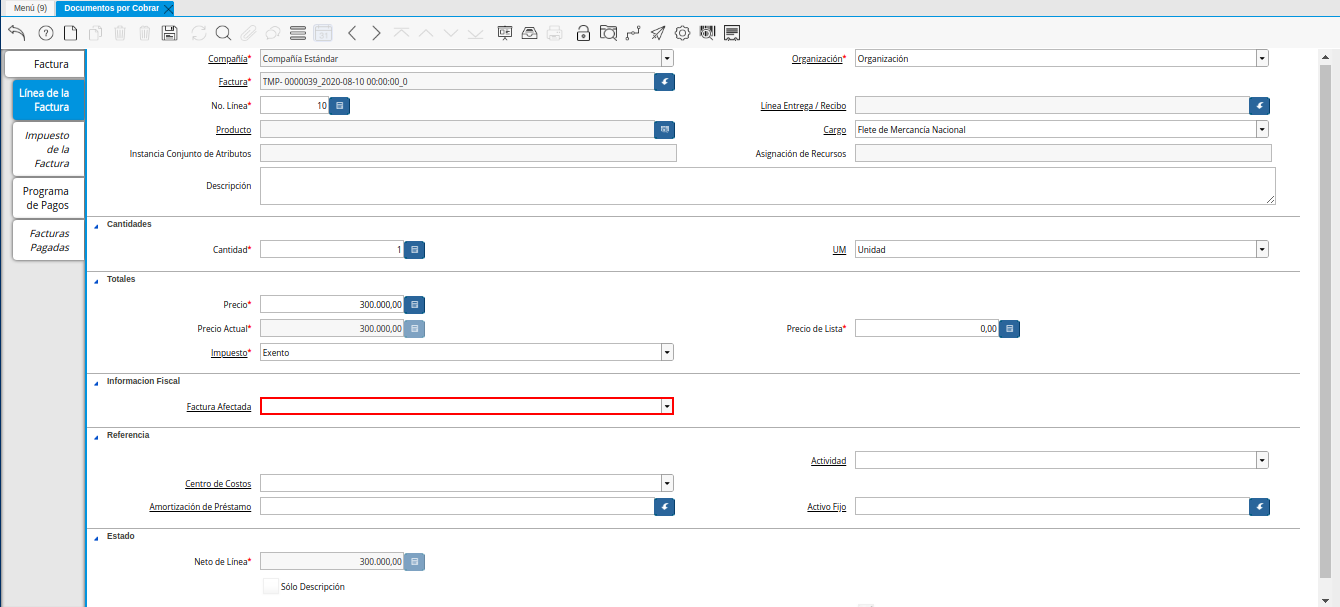 Menú (9)
Documentos por Cobrar
Factura
Línea de la
Factura
Impuesto
de la
Factura
Programa
de Pagos
Facturas
Pagadas
Compañía* Compañía Estándar
Organización* Organización
Factura* TMP- 0000039_2020-08-10 00:00:00_0
No. Línea* 10
Línea Entrega / Recibo
Producto
Cargo Flete de Mercancía Nacional
Instancia Conjunto de Atributos
Asignación de Recursos
Descripción
Cantidades
Cantidad* 1
UM Unidad
Totales
Precio* 300.000,00
Precio Actual* 300.000,00
Precio de Lista* 0,00
Impuesto* Exento
Informacion Fiscal
Factura Afectada
Referencia
Actividad
Centro de Costos
Amortización de Préstamo
Activo Fijo
Estado
Neto de Línea* 300.000,00
Sólo Descripción